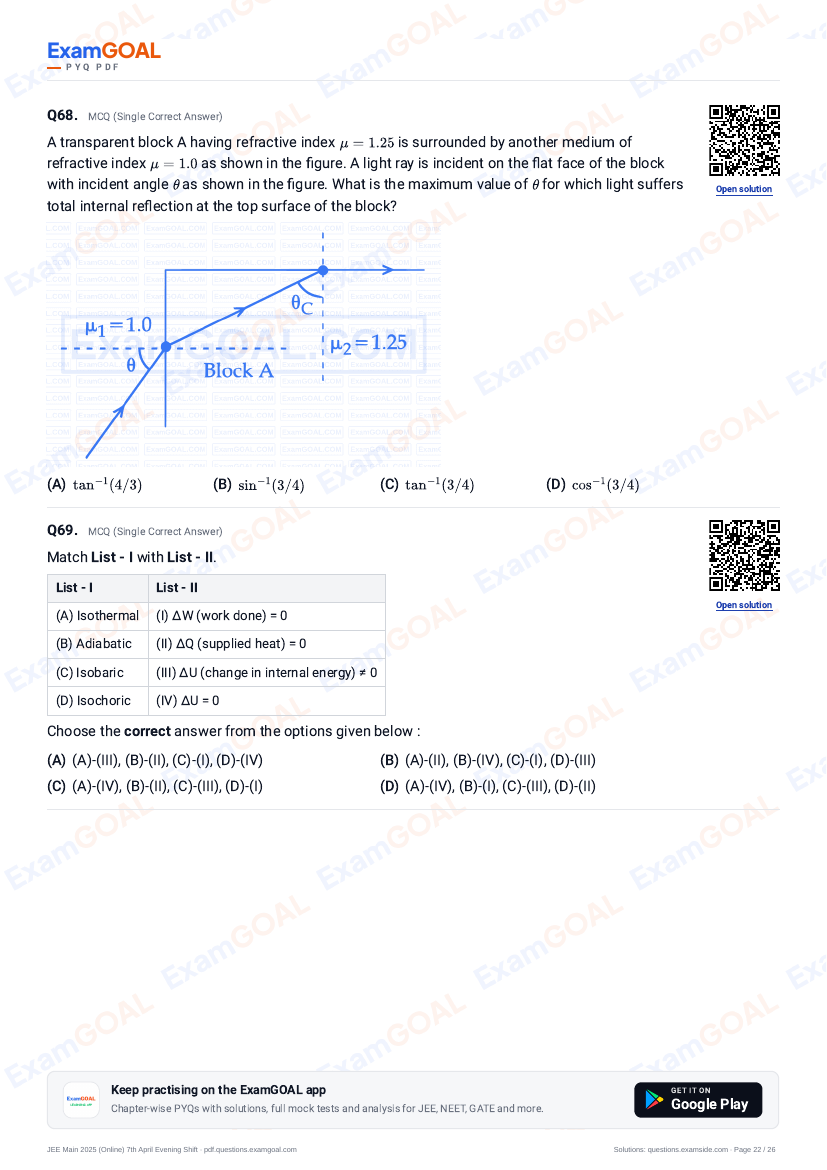 ExamGOAL
PYQ PDF
Q68. MCQ (Single Correct Answer)
A transparent block A having refractive index μ = 1.25 is surrounded by another medium of
refractive index μ = 1.0 as shown in the figure. A light ray is incident on the flat face of the block
with incident angle θ as shown in the figure. What is the maximum value of θ for which light suffers
total internal reflection at the top surface of the block?
Open solution
θC
μ1=1.0
μ2=1.25
θ
Block A
(A) tan⁻¹(4/3) (B) sin⁻¹(3/4) (C) tan⁻¹(3/4) (D) cos⁻¹(3/4)
Q69. MCQ (Single Correct Answer)
Match List - I with List - II.
Open solution
List - I List - II
(A) Isothermal (I) ΔW (work done) = 0
(B) Adiabatic (II) ΔQ (supplied heat) = 0
(C) Isobaric (III) ΔU (change in internal energy) ≠ 0
(D) Isochoric (IV) ΔU = 0
Choose the correct answer from the options given below :
(A) (A)-(III), (B)-(II), (C)-(I), (D)-(IV) (B) (A)-(II), (B)-(IV), (C)-(I), (D)-(III)
(C) (A)-(IV), (B)-(II), (C)-(III), (D)-(I) (D) (A)-(IV), (B)-(I), (C)-(III), (D)-(II)
Keep practising on the ExamGOAL app
Chapter-wise PYQs with solutions, full mock tests and analysis for JEE, NEET, GATE and more.
ExamGOAL
GET IT ON
Google Play
JEE Main 2025 (Online) 7th April Evening Shift · pdf.questions.examgoal.com
Solutions: questions.examside.com · Page 22 / 26